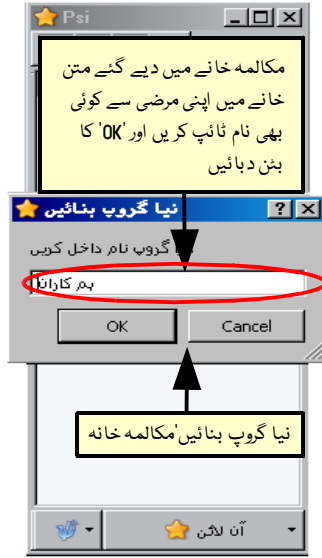 Psi
مکالمہ خانے میں دیے گئے متن
خانے میں اپنی مرضی سے کوئی
بھی نام ٹائپ کریں اور 'OK' کا
بٹن دبائیں
نیا گروپ بنائیں
گروپ نام داخل کریں
ہم کاران
OK Cancel
نیا گروپ بنائیں'مکالمہ خانہ
آن لائن